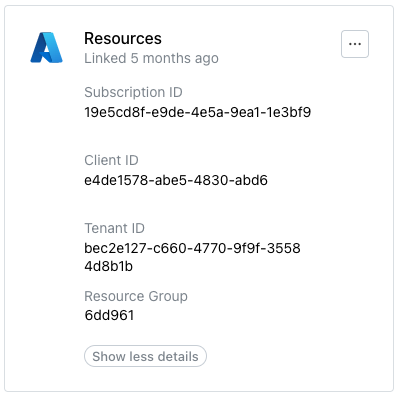 Resources
Linked 5 months ago
Subscription ID
19e5cd8f-e9de-4e5a-9ea1-1e3bf9
Client ID
e4de1578-abe5-4830-abd6
Tenant ID
bec2e127-c660-4770-9f9f-3558
4d8b1b
Resource Group
6dd961
Show less details